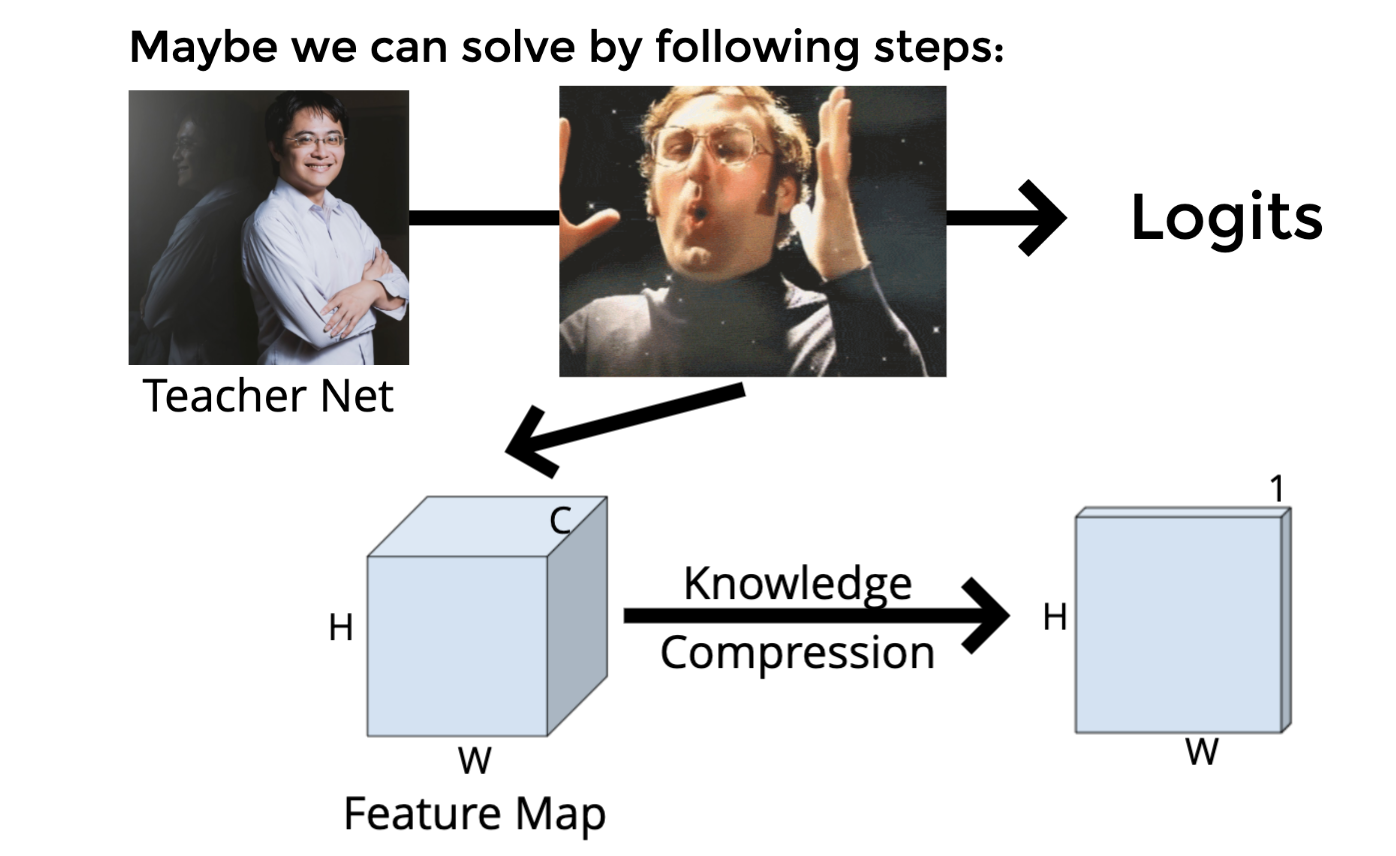 Maybe we can solve by following steps:
Logits
Teacher Net
C
1
H
Knowledge
Compression
H
W
W
Feature Map